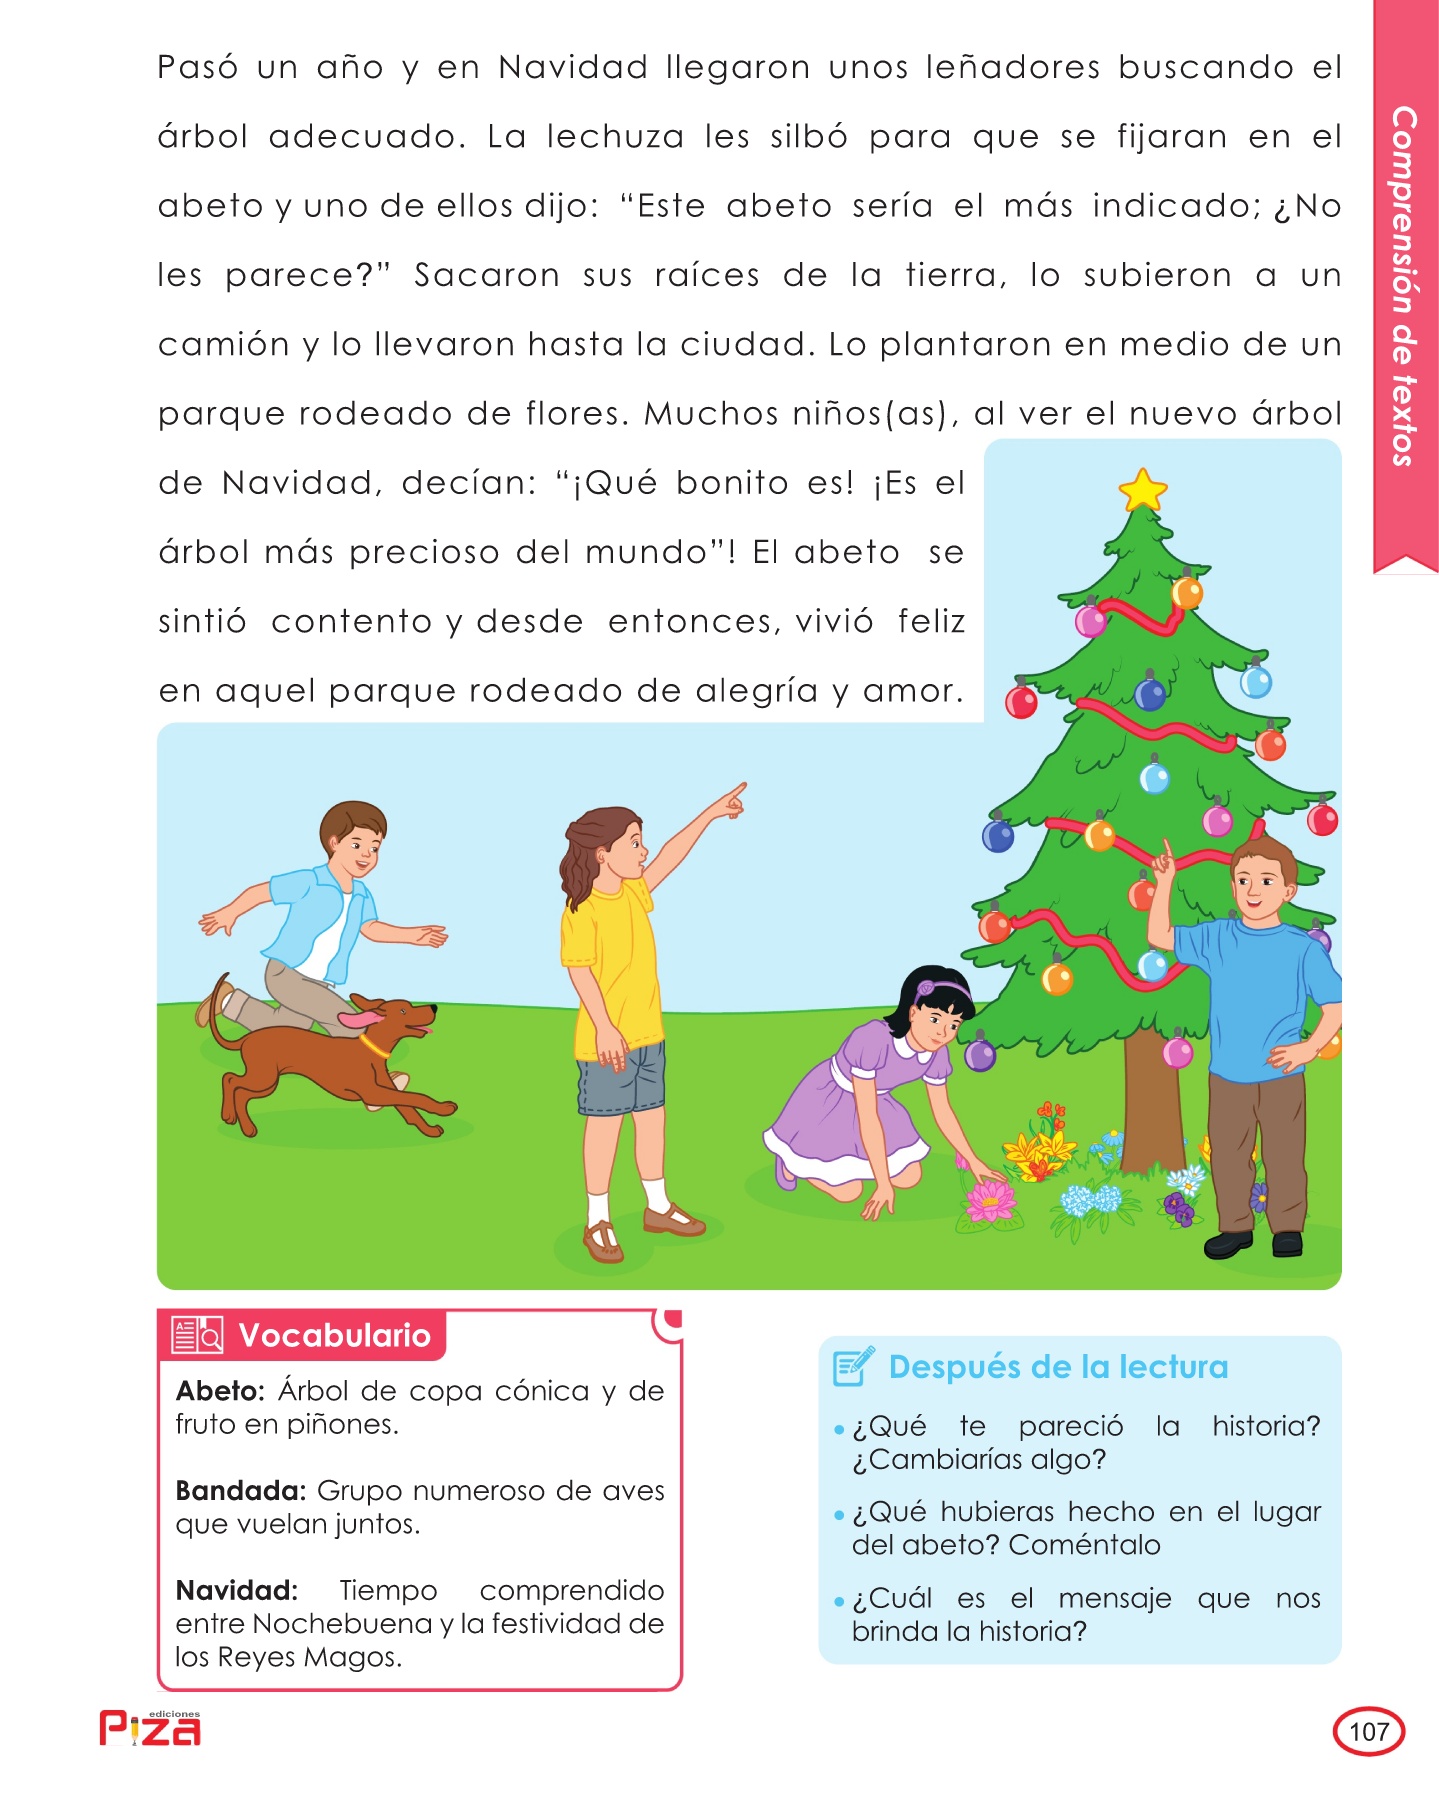 Pasó un año y en Navidad llegaron unos leñadores buscando el
árbol adecuado. La lechuza les silbó para que se fijaran en el
abeto y uno de ellos dijo: “Este abeto sería el más indicado; ¿No
les parece?” Sacaron sus raíces de la tierra, lo subieron a un
camión y lo llevaron hasta la ciudad. Lo plantaron en medio de un
parque rodeado de flores. Muchos niños(as), al ver el nuevo árbol
de Navidad, decían: “¡Qué bonito es! ¡Es el
árbol más precioso del mundo”! El abeto se
sintió contento y desde entonces, vivió feliz
en aquel parque rodeado de alegría y amor.
Comprensión de textos
Vocabulario
Abeto: Árbol de copa cónica y de
fruto en piñones.
Bandada: Grupo numeroso de aves
que vuelan juntos.
Navidad: Tiempo comprendido
entre Nochebuena y la festividad de
los Reyes Magos.
Después de la lectura
• ¿Qué te pareció la historia?
¿Cambiarías algo?
• ¿Qué hubieras hecho en el lugar
del abeto? Coméntalo
• ¿Cuál es el mensaje que nos
brinda la historia?
ediciones
Piza
107